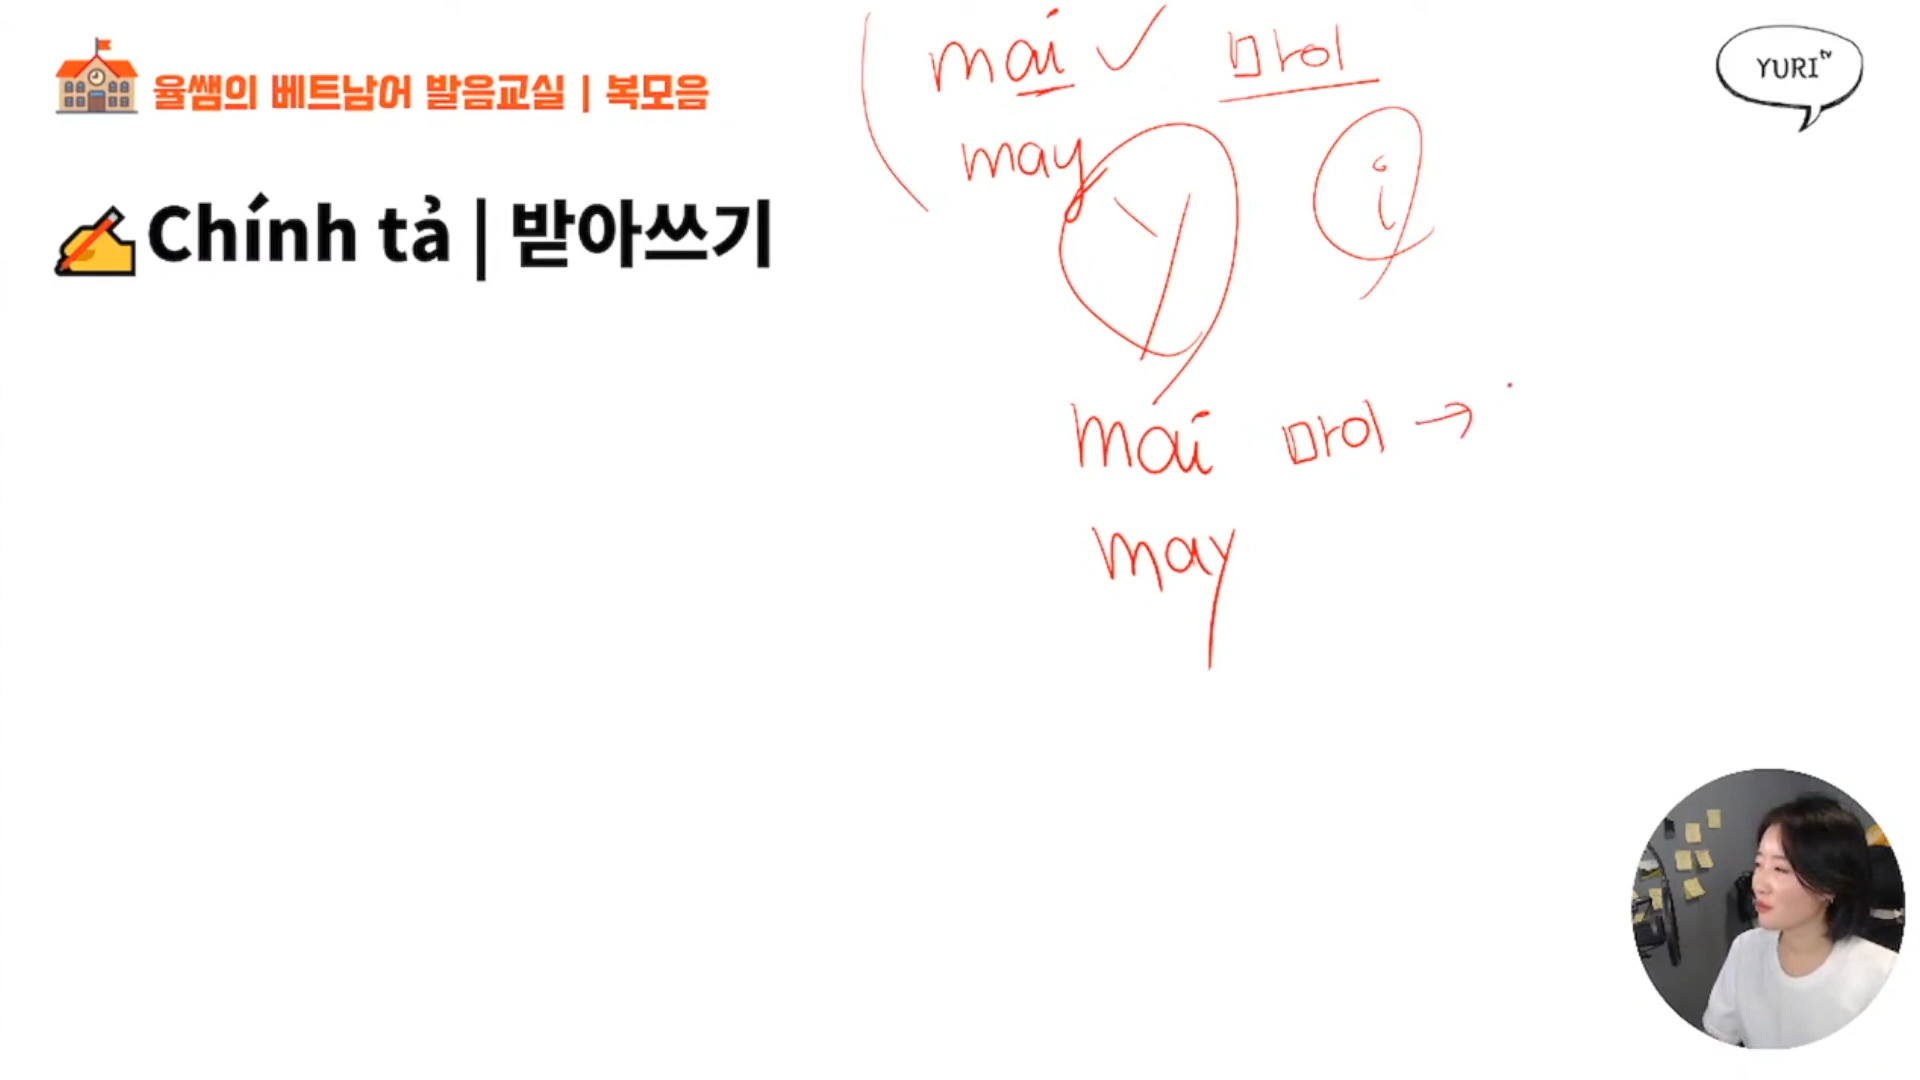 율쌤의 베트남어 발음교실 | 복모음
Chính tả | 받아쓰기
YURI tv
mai ✓ 마이
may
y
i
mai 마이 →
may